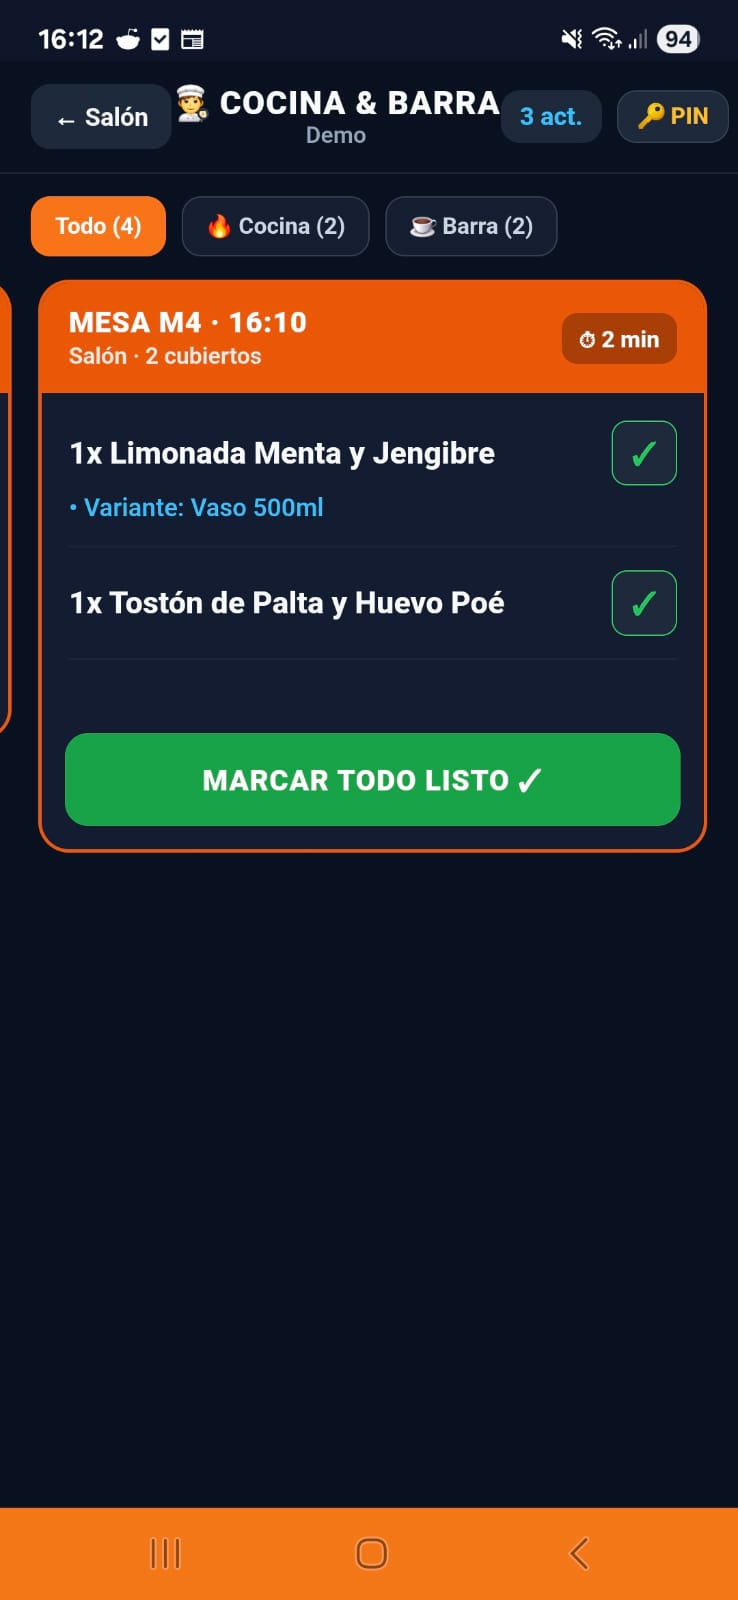 16:12
94
← Salón
COCINA & BARRA
Demo
3 act.
PIN
Todo (4)
Cocina (2)
Barra (2)
MESA M4 · 16:10
Salón · 2 cubiertos
2 min
1x Limonada Menta y Jengibre
• Variante: Vaso 500ml
1x Tostón de Palta y Huevo Poé
MARCAR TODO LISTO ✓